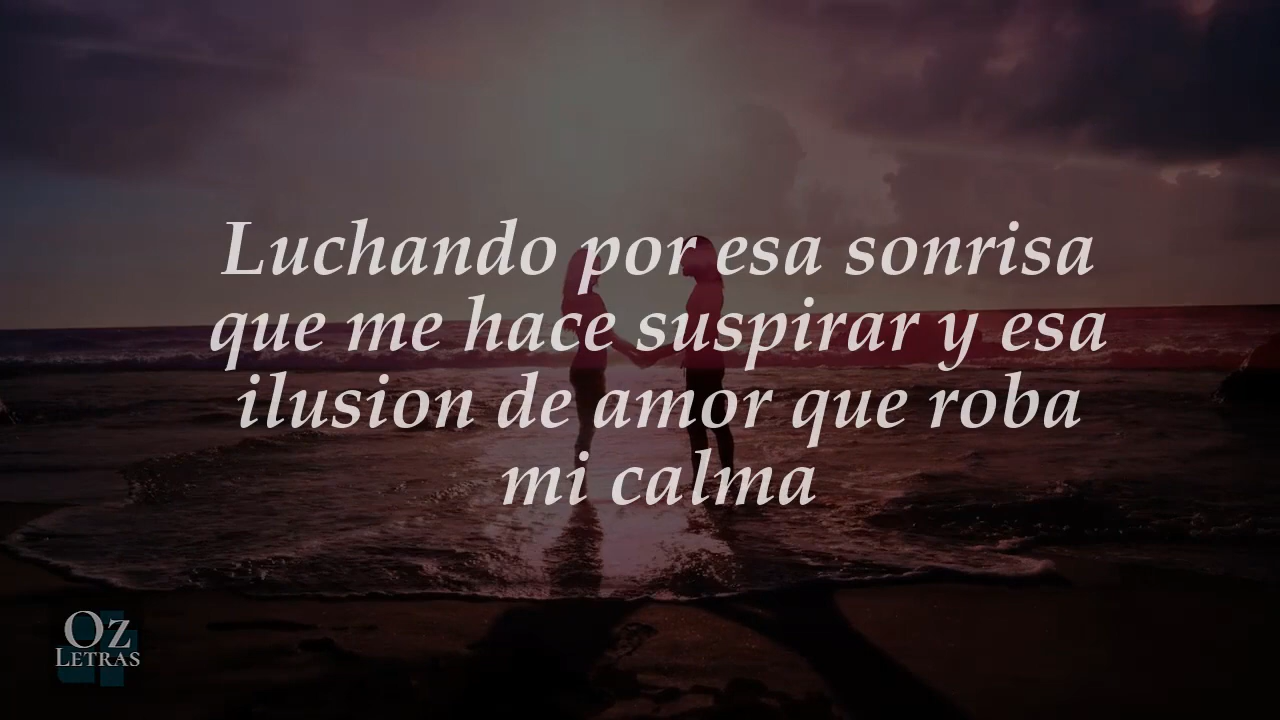 Luchando por esa sonrisa
que me hace suspirar y esa
ilusion de amor que roba
mi calma
Oz
Letras